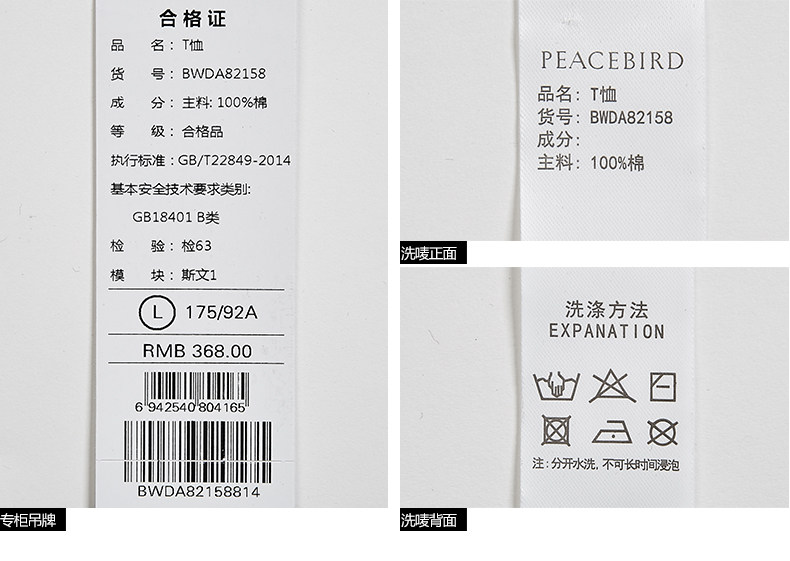 合格证
品 名：T恤
货 号：BWDA82158
成 分：主料: 100%棉
等 级：合格品
执行标准：GB/T22849-2014
基本安全技术要求类别:
GB18401 B类
检 验：检63
模 块：斯文1
L 175/92A
RMB 368.00
6 942540 804165
BWDA82158814
专柜吊牌
PEACEBIRD
品名: T恤
货号: BWDA82158
成分:
主料: 100%棉
洗唛正面
洗涤方法
EXPANATION
注: 分开水洗, 不可长时间浸泡
洗唛背面